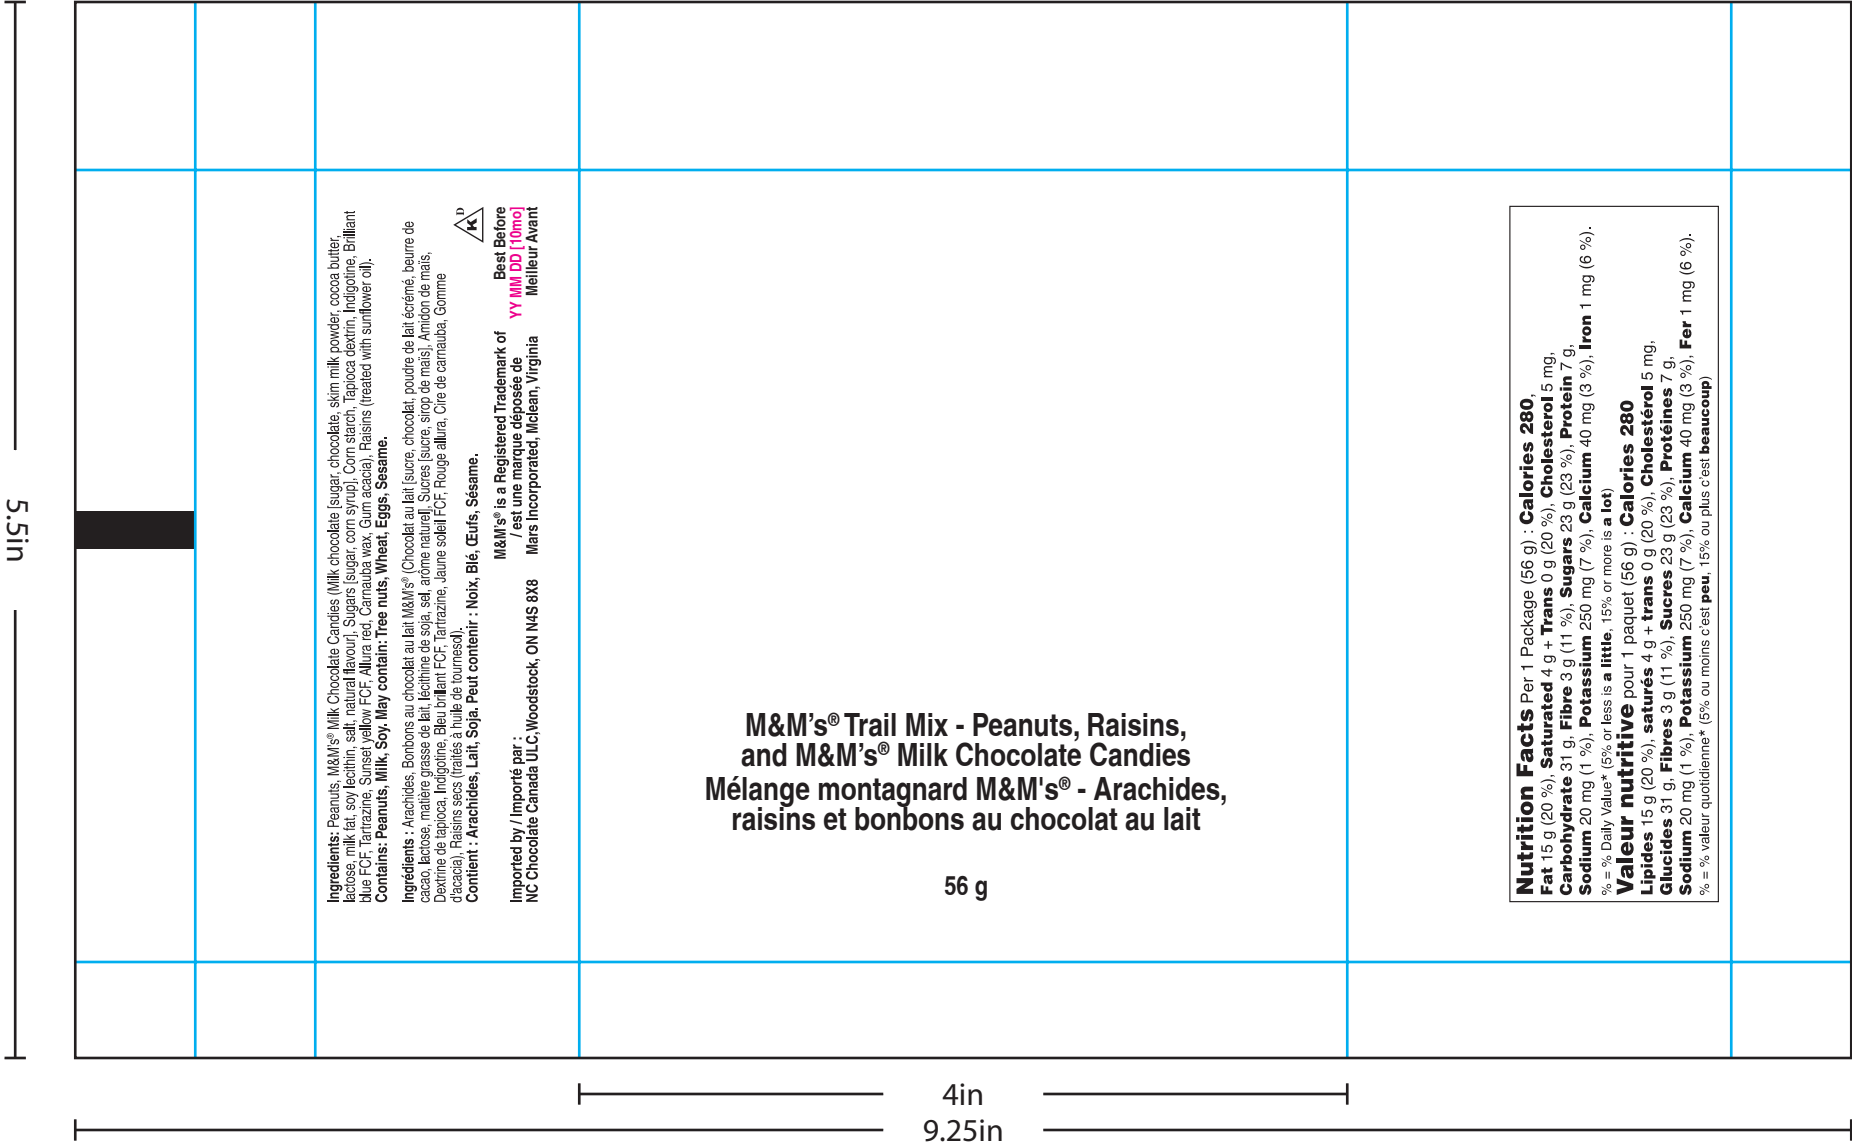 Ingredients: Peanuts, M&M's® Milk Chocolate Candies (Milk chocolate [sugar, chocolate, skim milk powder, cocoa butter,
lactose, milk fat, soy lecithin, salt, natural flavour], Sugars [sugar, corn syrup], Corn starch, Tapioca dextrin, Indigotine, Brilliant
blue FCF, Tartrazine, Sunset yellow FCF, Allura red, Carnauba wax, Gum acacia), Raisins (treated with sunflower oil).
Contains: Peanuts, Milk, Soy. May contain: Tree nuts, Wheat, Eggs, Sesame.
Ingrédients : Arachides, Bonbons au chocolat au lait M&M's® (Chocolat au lait [sucre, chocolat, poudre de lait écrémé, beurre de
cacao, lactose, matière grasse de lait, lécithine de soja, sel, arôme naturel], Sucres [sucre, sirop de maïs], Amidon de maïs,
Dextrine de tapioca, Indigotine, Bleu brillant FCF, Tartrazine, Jaune soleil FCF, Rouge allura, Cire de carnauba, Gomme
d'acacia), Raisins secs (traités à huile de tournesol).
Contient : Arachides, Lait, Soja. Peut contenir : Noix, Blé, Œufs, Sésame.
K D
Imported by / Importé par :
NC Chocolate Canada ULC,Woodstock, ON N4S 8X8
M&M's® is a Registered Trademark of
/ est une marque déposée de
Mars Incorporated, Mclean, Virginia
Best Before
YY MM DD [10mo]
Meilleur Avant
M&M's® Trail Mix - Peanuts, Raisins,
and M&M's® Milk Chocolate Candies
Mélange montagnard M&M's® - Arachides,
raisins et bonbons au chocolat au lait
56 g
Nutrition Facts Per 1 Package (56 g) : Calories 280,
Fat 15 g (20 %), Saturated 4 g + Trans 0 g (20 %), Cholesterol 5 mg,
Carbohydrate 31 g, Fibre 3 g (11 %), Sugars 23 g (23 %), Protein 7 g,
Sodium 20 mg (1 %), Potassium 250 mg (7 %), Calcium 40 mg (3 %), Iron 1 mg (6 %).
% = % Daily Value* (5% or less is a little, 15% or more is a lot)
Valeur nutritive pour 1 paquet (56 g) : Calories 280
Lipides 15 g (20 %), saturés 4 g + trans 0 g (20 %), Cholestérol 5 mg,
Glucides 31 g, Fibres 3 g (11 %), Sucres 23 g (23 %), Protéines 7 g,
Sodium 20 mg (1 %), Potassium 250 mg (7 %), Calcium 40 mg (3 %), Fer 1 mg (6 %).
% = % valeur quotidienne* (5% ou moins c'est peu, 15% ou plus c'est beaucoup)
5.5in
4in
9.25in